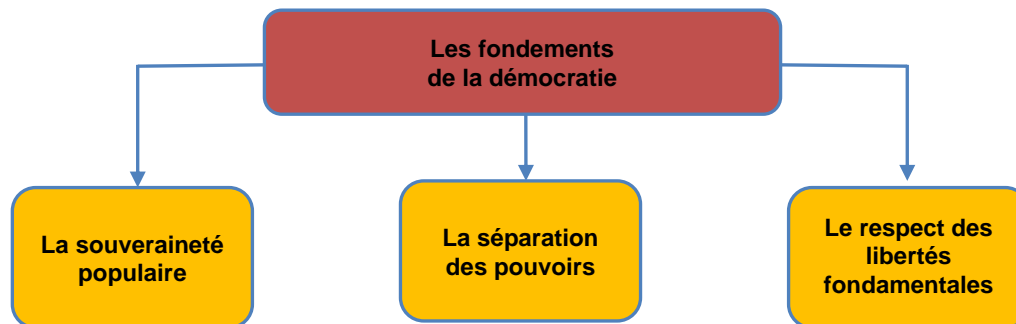 Les fondements
de la démocratie
La souveraineté
populaire
La séparation
des pouvoirs
Le respect des
libertés
fondamentales